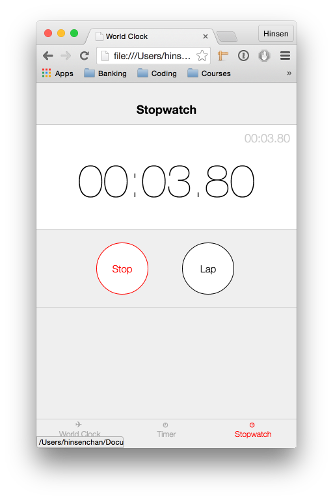 World Clock
Hinsen
file:///Users/hins...
Apps Banking Coding Courses »
Stopwatch
00:03.80
00:03.80
Stop Lap
World Clock Timer Stopwatch
/Users/hinsenchan/Docu